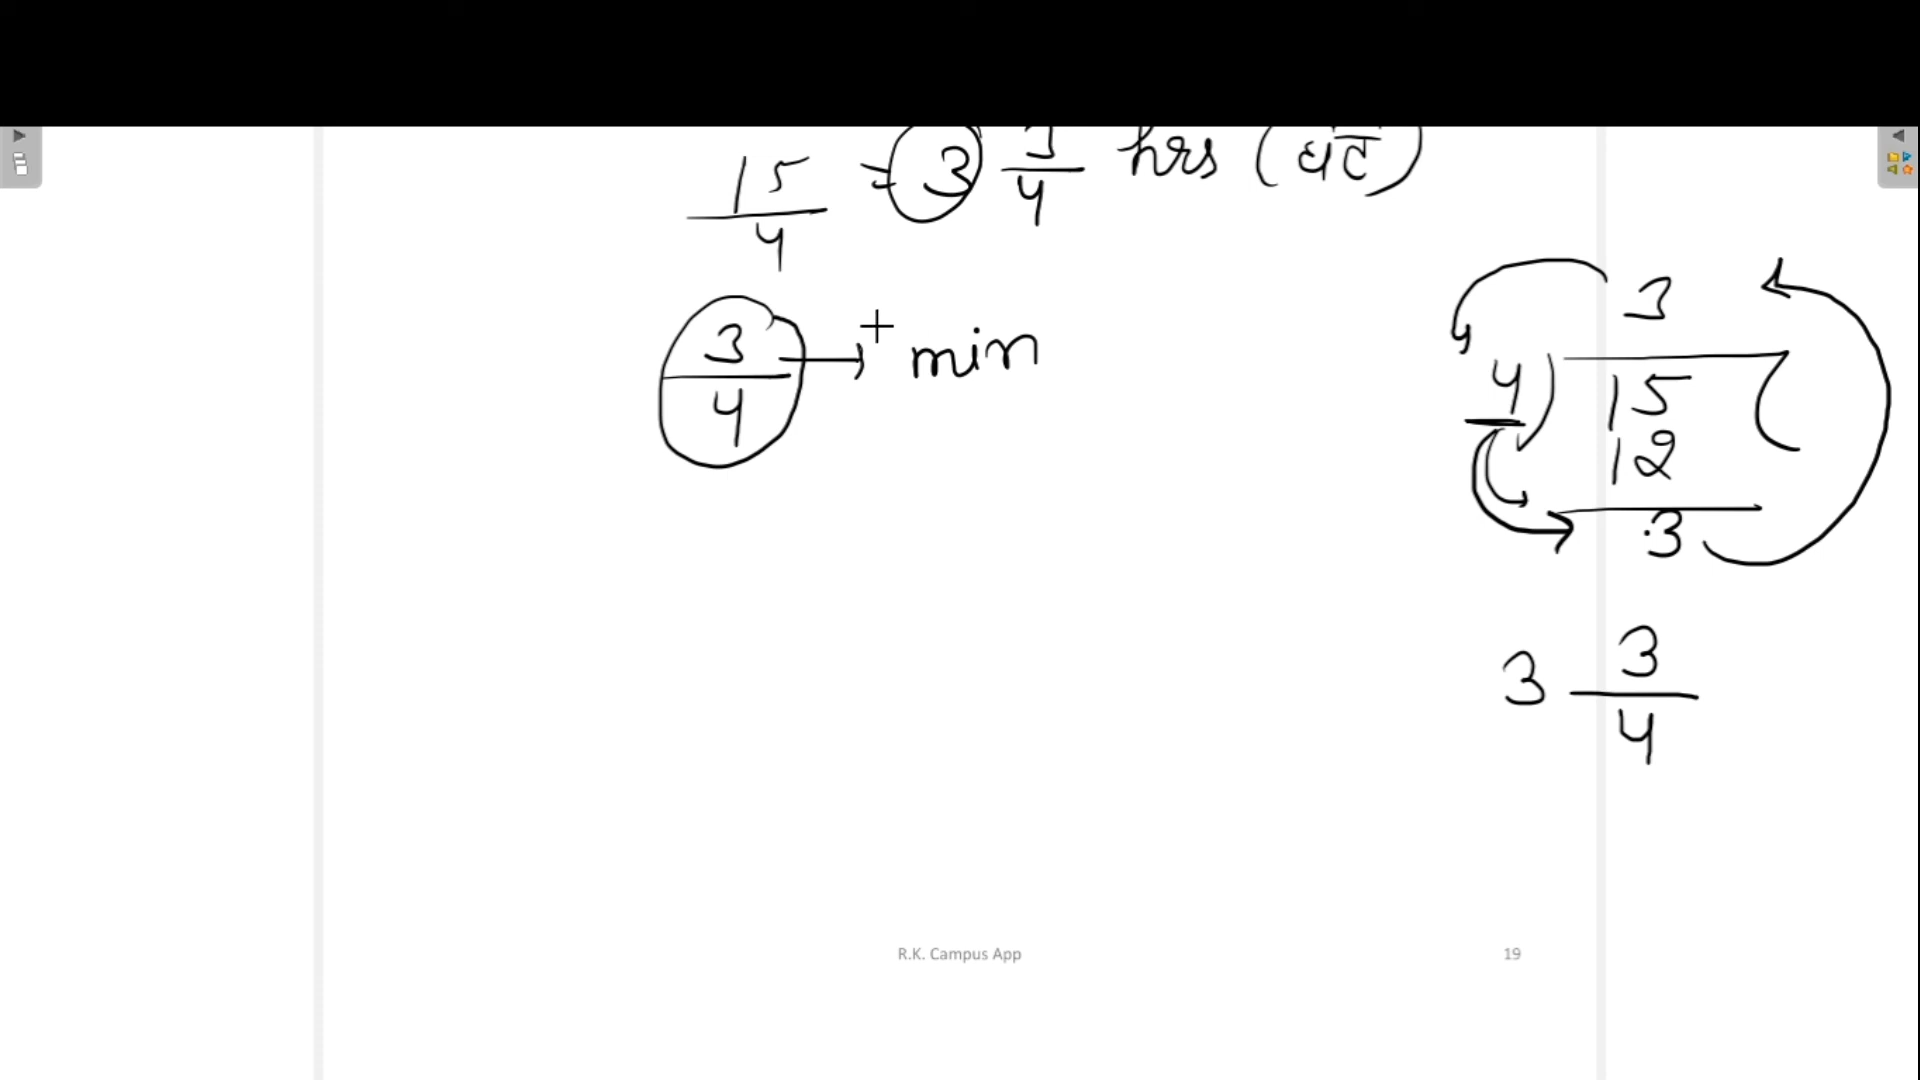 15/4 = 3 3/4 hrs (घंटे)
3/4 → min
3
4) 15
12
3
3 3/4
R.K. Campus App
19